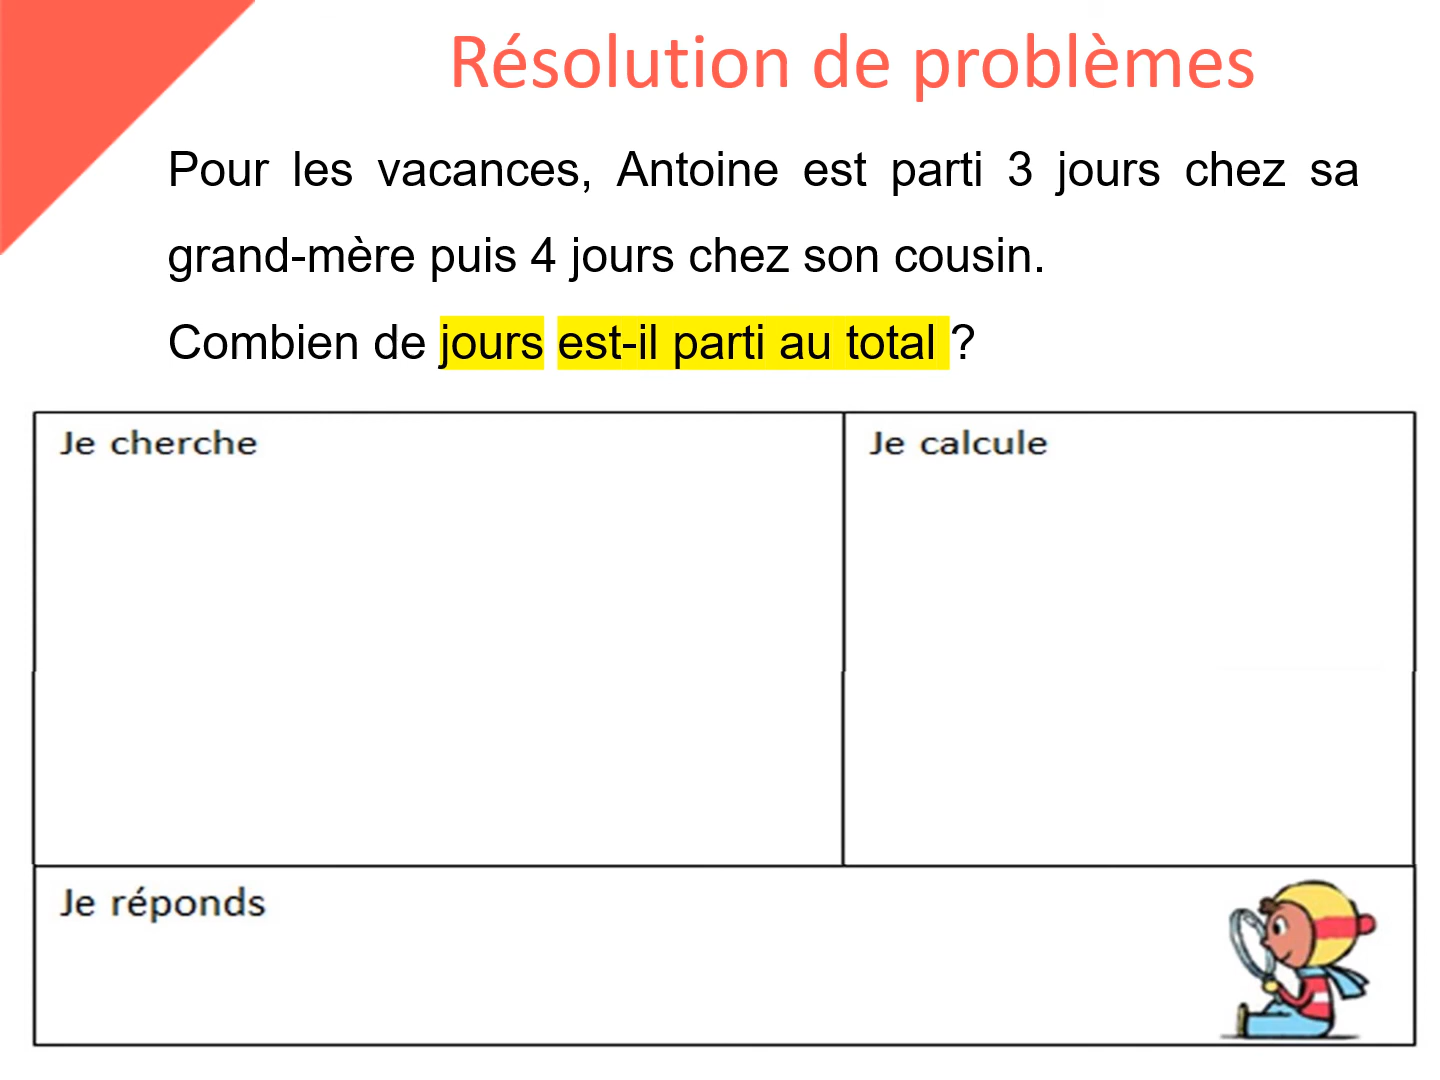 Résolution de problèmes
Pour les vacances, Antoine est parti 3 jours chez sa
grand-mère puis 4 jours chez son cousin.
Combien de jours est-il parti au total ?
Je cherche
Je calcule
Je réponds